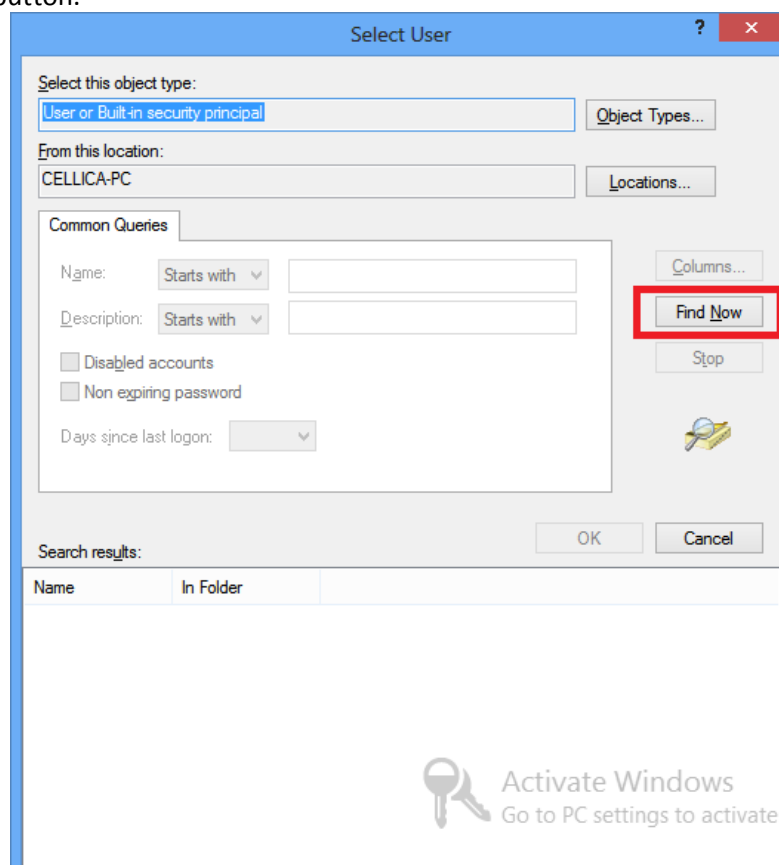 button.
Select User
?
×
Select this object type:
User or Built-in security principal
Object Types...
From this location:
CELLICA-PC
Locations...
Common Queries
Name:
Starts with
Columns...
Description:
Starts with
Find Now
Disabled accounts
Stop
Non expiring password
Days since last logon:
OK
Cancel
Search results:
Name In Folder
Activate Windows
Go to PC settings to activate